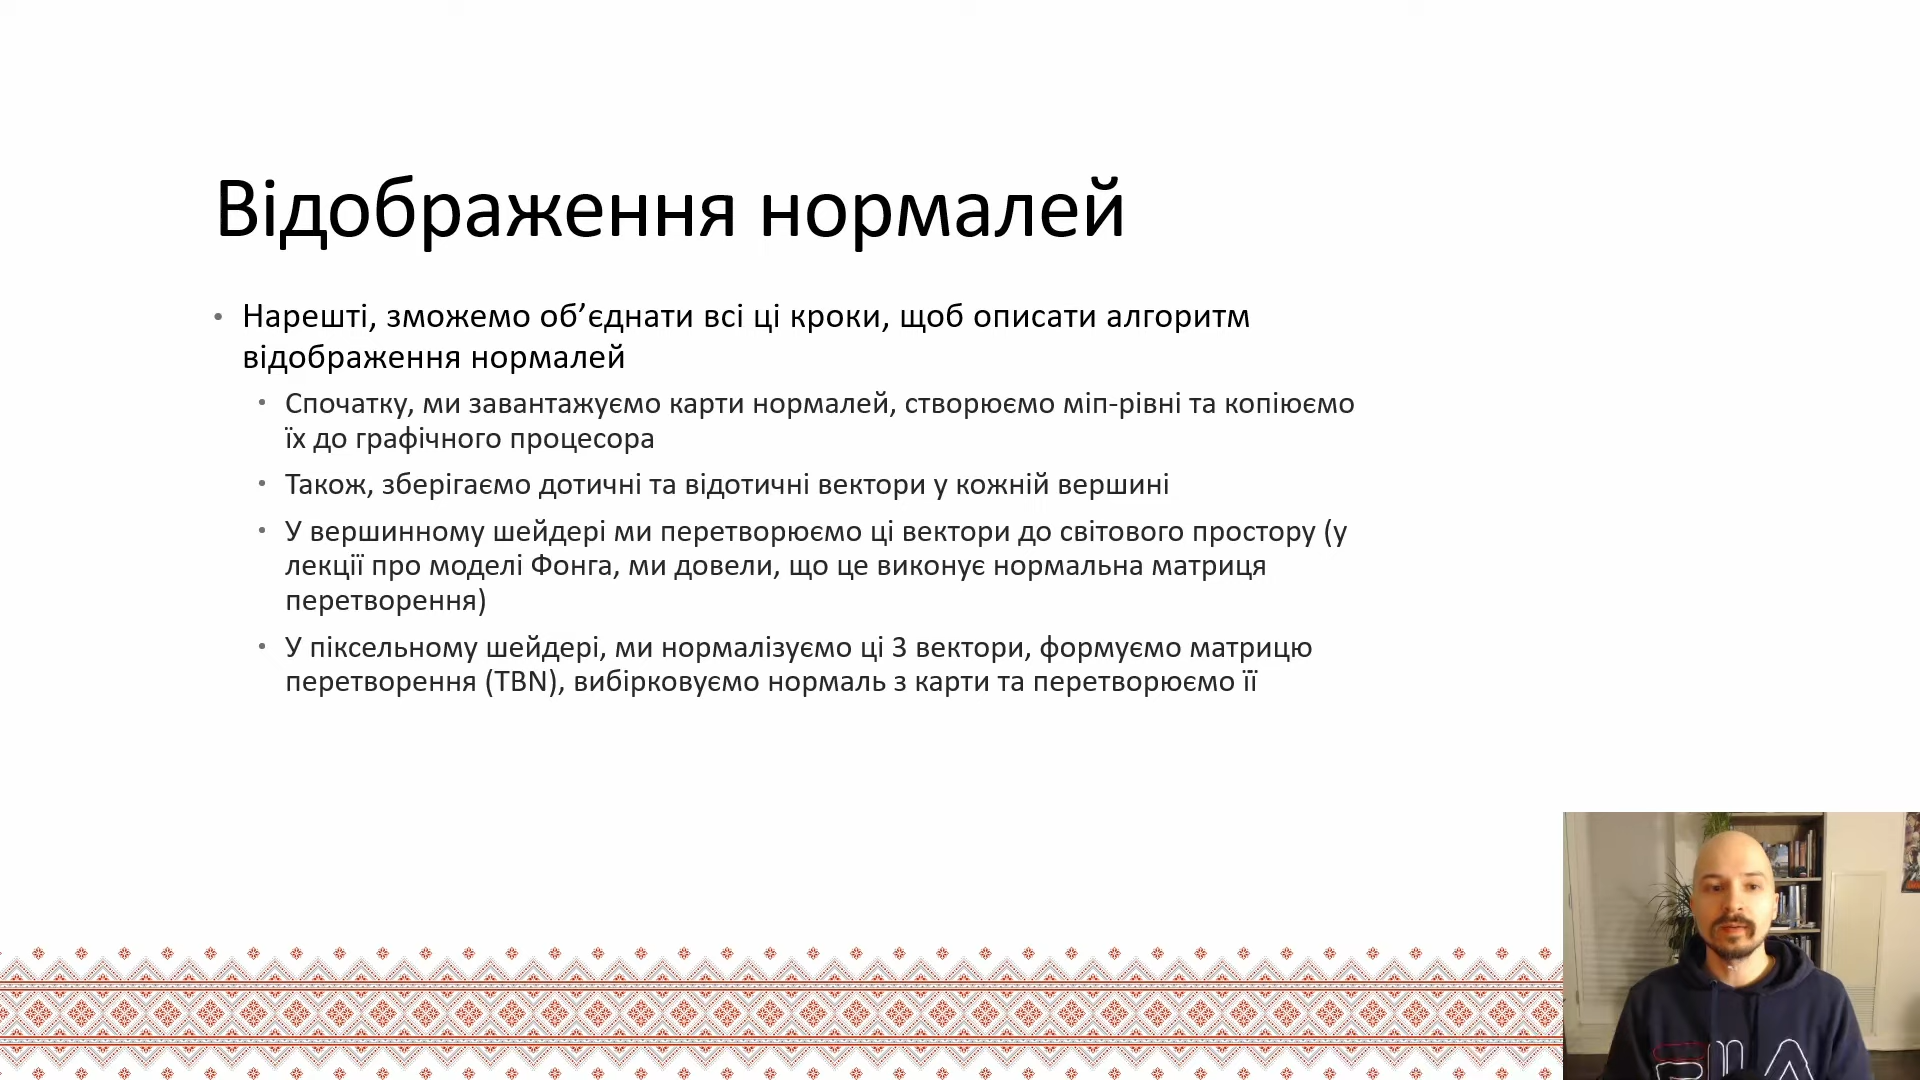 Відображення нормалей
• Нарешті, зможемо об’єднати всі ці кроки, щоб описати алгоритм
відображення нормалей
• Спочатку, ми завантажуємо карти нормалей, створюємо міп-рівні та копіюємо
їх до графічного процесора
• Також, зберігаємо дотичні та відотичні вектори у кожній вершині
• У вершинному шейдері ми перетворюємо ці вектори до світового простору (у
лекції про моделі Фонга, ми довели, що це виконує нормальна матриця
перетворення)
• У піксельному шейдері, ми нормалізуємо ці 3 вектори, формуємо матрицю
перетворення (TBN), вибірковуємо нормаль з карти та перетворюємо її
FILA